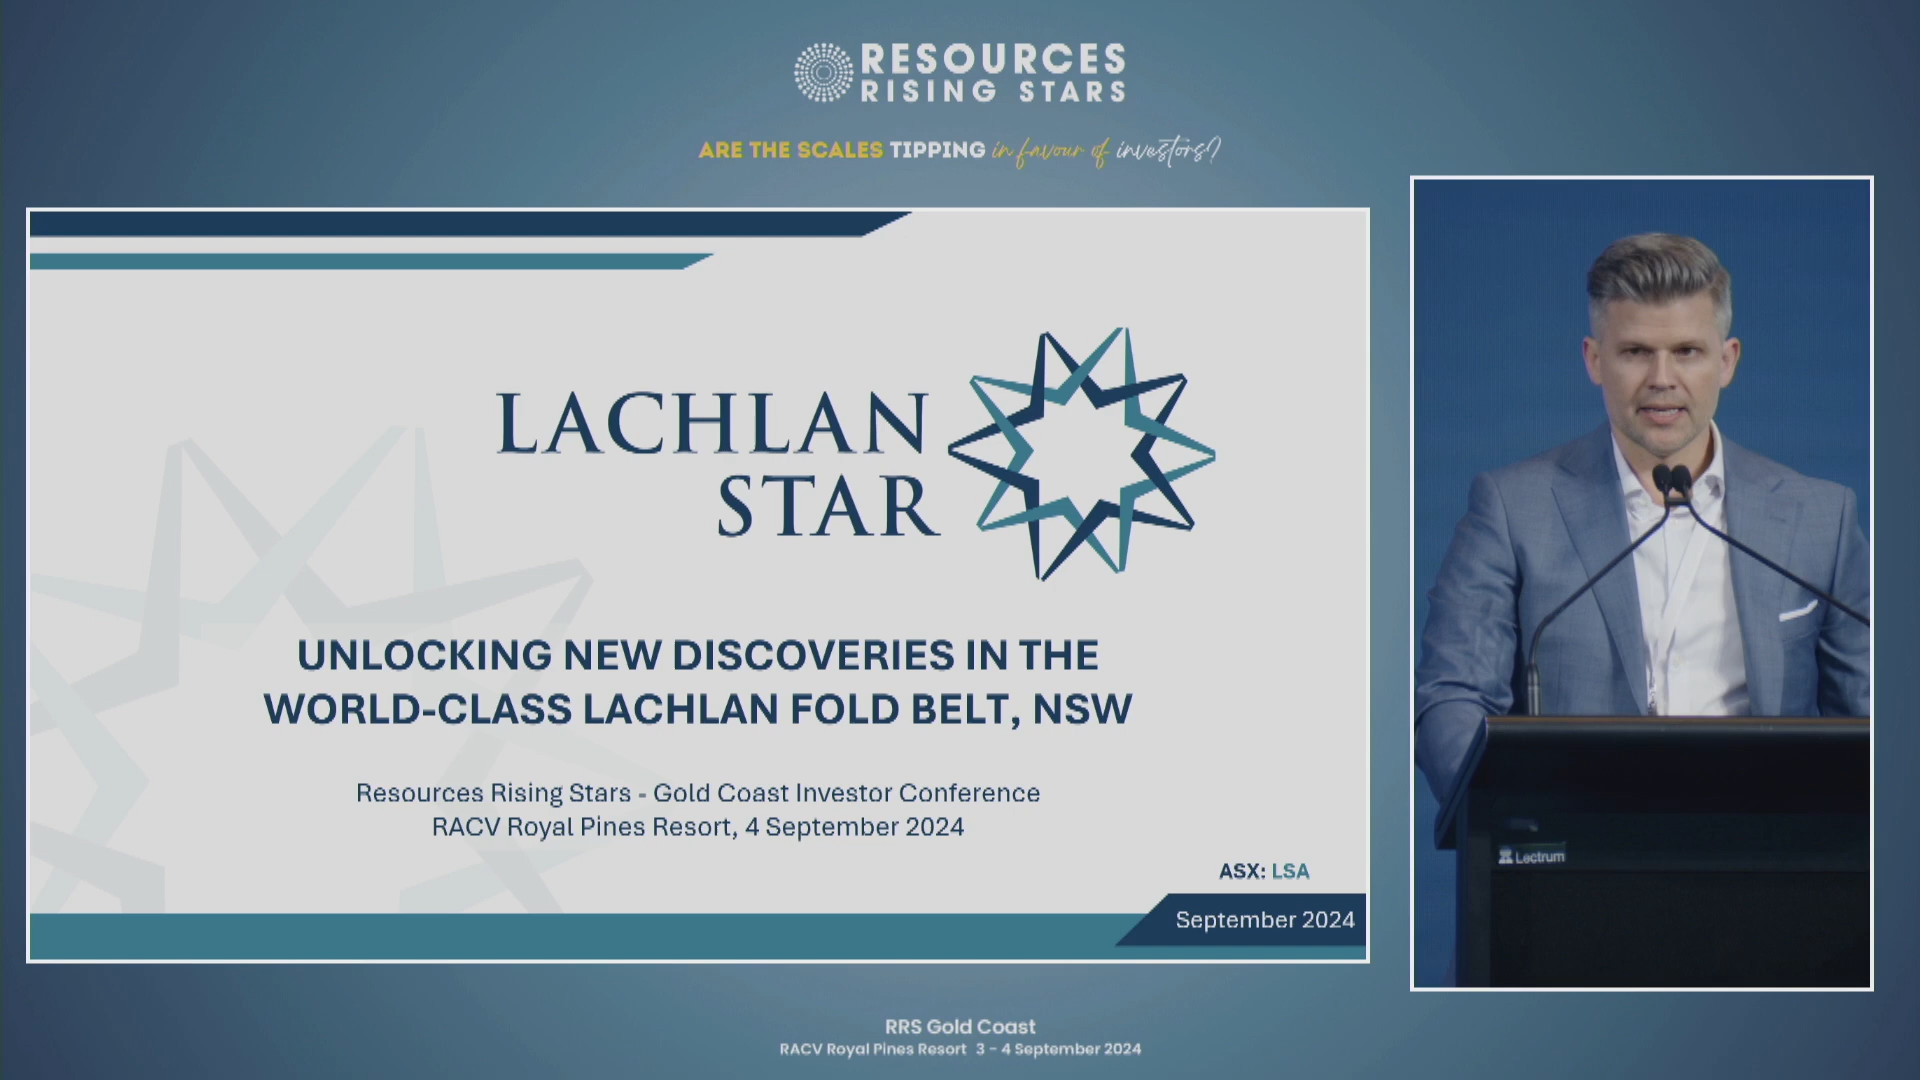 RESOURCES
RISING STARS
ARE THE SCALES TIPPING in favour of investors?
LACHLAN
STAR
UNLOCKING NEW DISCOVERIES IN THE
WORLD-CLASS LACHLAN FOLD BELT, NSW
Resources Rising Stars - Gold Coast Investor Conference
RACV Royal Pines Resort, 4 September 2024
ASX: LSA
September 2024
Lectrum
RRS Gold Coast
RACV Royal Pines Resort 3 - 4 September 2024